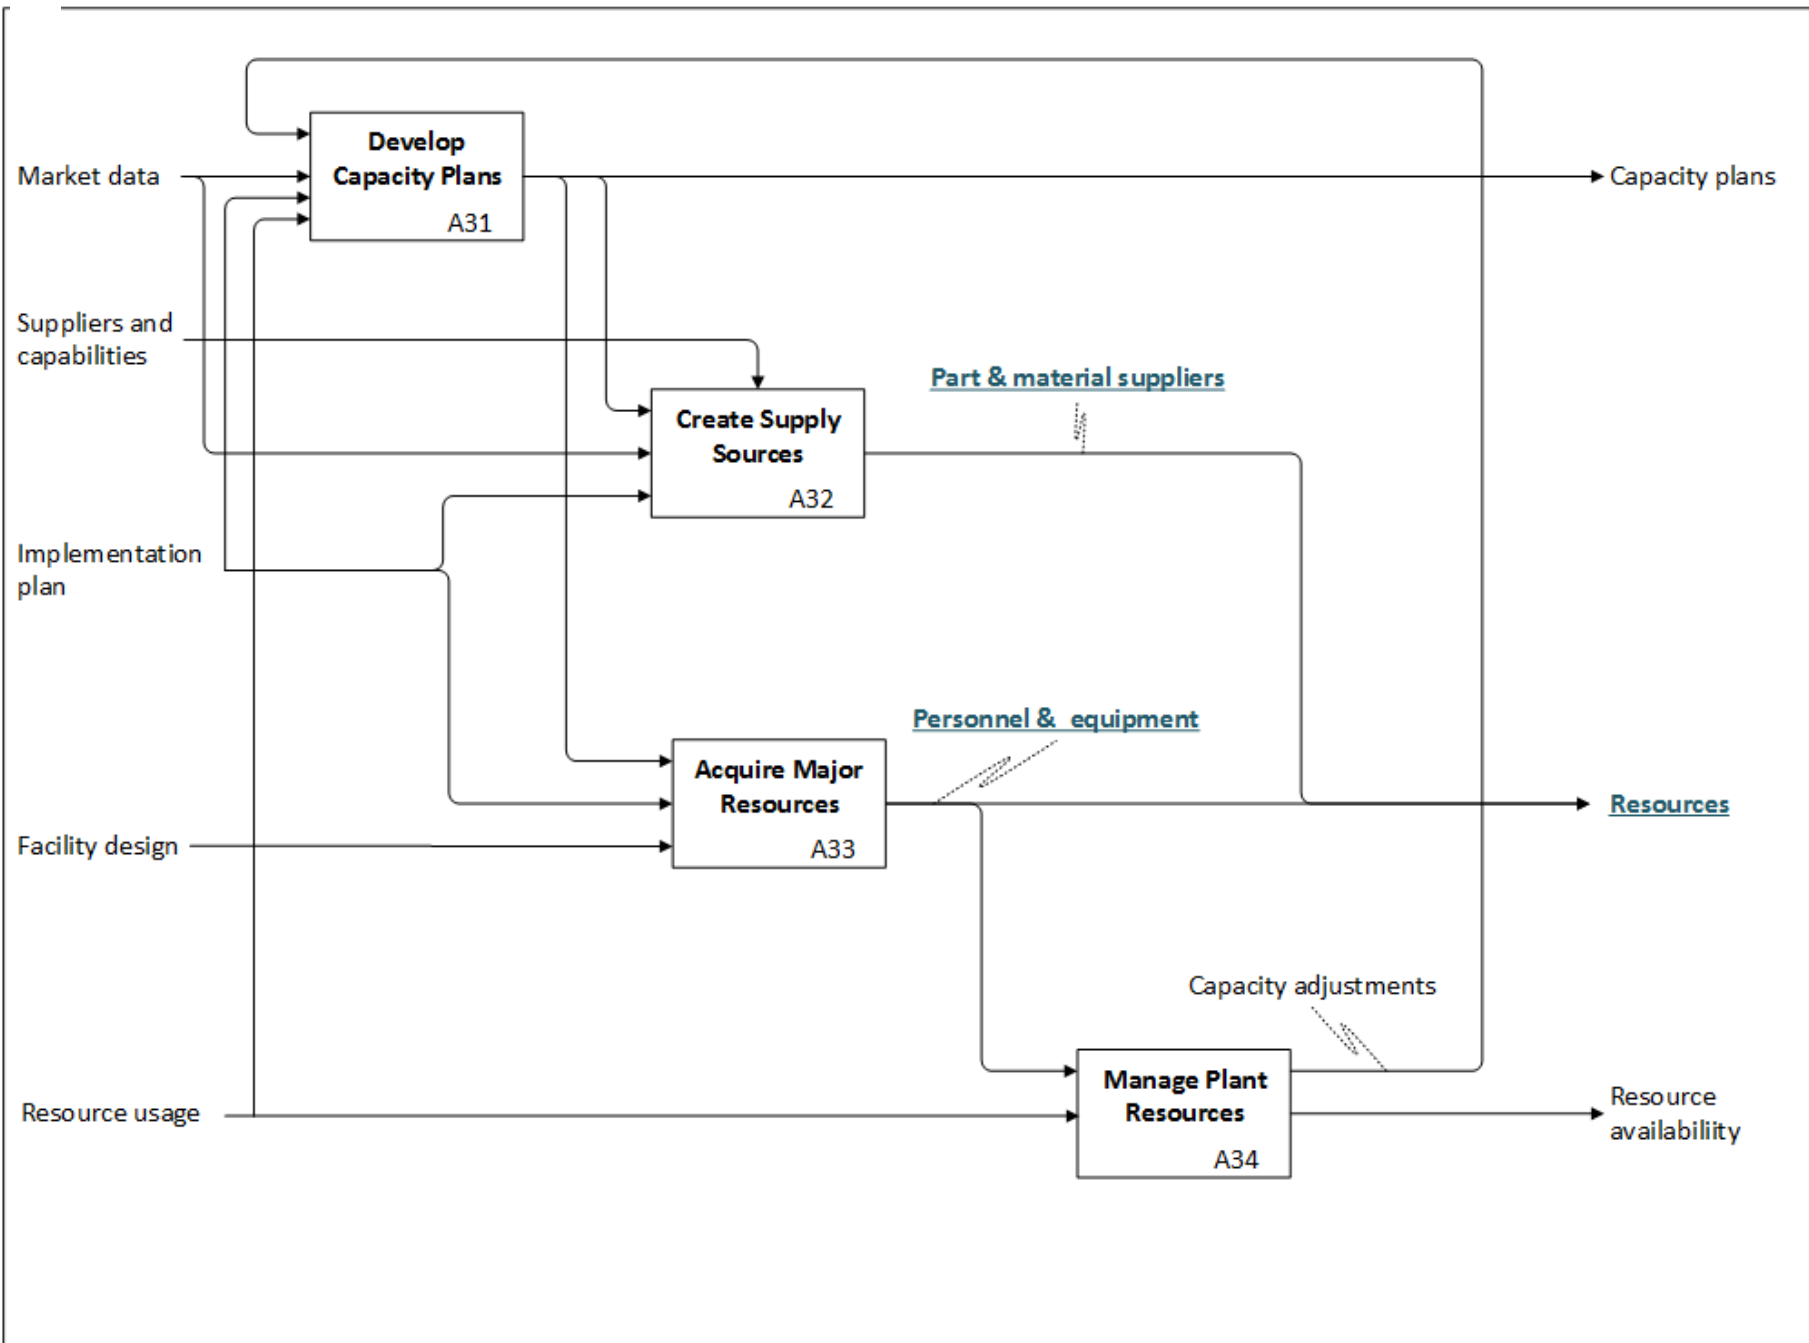 Develop
Capacity Plans
A31
Market data
Capacity plans
Suppliers and
capabilities
Part & material suppliers
Create Supply
Sources
A32
Implementation
plan
Personnel &  equipment
Acquire Major
Resources
A33
Resources
Facility design
Capacity adjustments
Manage Plant
Resources
A34
Resource usage
Resource
availabiliity